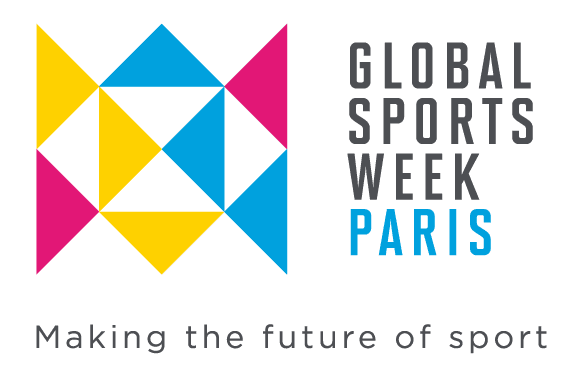 GLOBAL
SPORTS
WEEK
PARIS
Making the future of sport